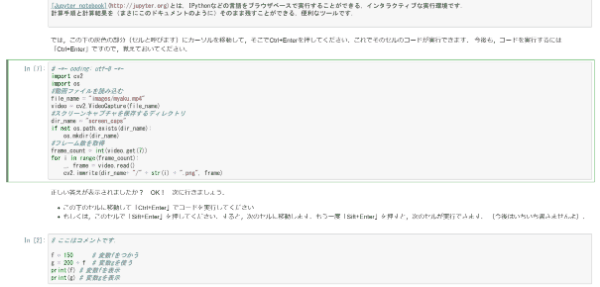 [Jupyter notebook](http://jupyter.org)とは、IPythonなどの言語をブラウザベースで実行することができる、インタラクティブな実行環境です.
計算手順と計算結果を（まさにこのドキュメントのように）そのまま残すことができる、便利なツールです.
では、この下の灰色の部分（セルと呼びます）にカーソルを移動して、そこでCtrl+Enterを押してください. これでそのセルのコードが実行できます. 今後も、コードを実行するには
「Ctrl+Enter」ですので、覚えておいてください.
In [7]: # -*- coding: utf-8 -*-
import cv2
import os
#動画ファイルを読み込む
file_name = "images/myaku.mp4"
video = cv2.VideoCapture(file_name)
#スクリーンキャプチャを保存するディレクトリ
dir_name = "screen_caps"
if not os.path.exists(dir_name):
os.mkdir(dir_name)
#フレーム数を取得
frame_count = int(video.get(7))
for i in range(frame_count):
_, frame = video.read()
cv2.imwrite(dir_name+ "/" + str(i) + ".png", frame)
正しい答えが表示されましたか？ OK！ 次に行きましょう.
この下のセルに移動して「Ctrl+Enter」でコードを実行してください
もしくは、このセルで「Shift+Enter」を押してください. すると、次のセルに移動します. もう一度「Shift+Enter」を押すと、次のセルが実行できます.
In [2]: # ここはコメントです.
f = 150 # 変数fをつかう
g = 200 + f # 変数gを使う
print(f) # 変数fを表示
print(g) # 変数gを表示